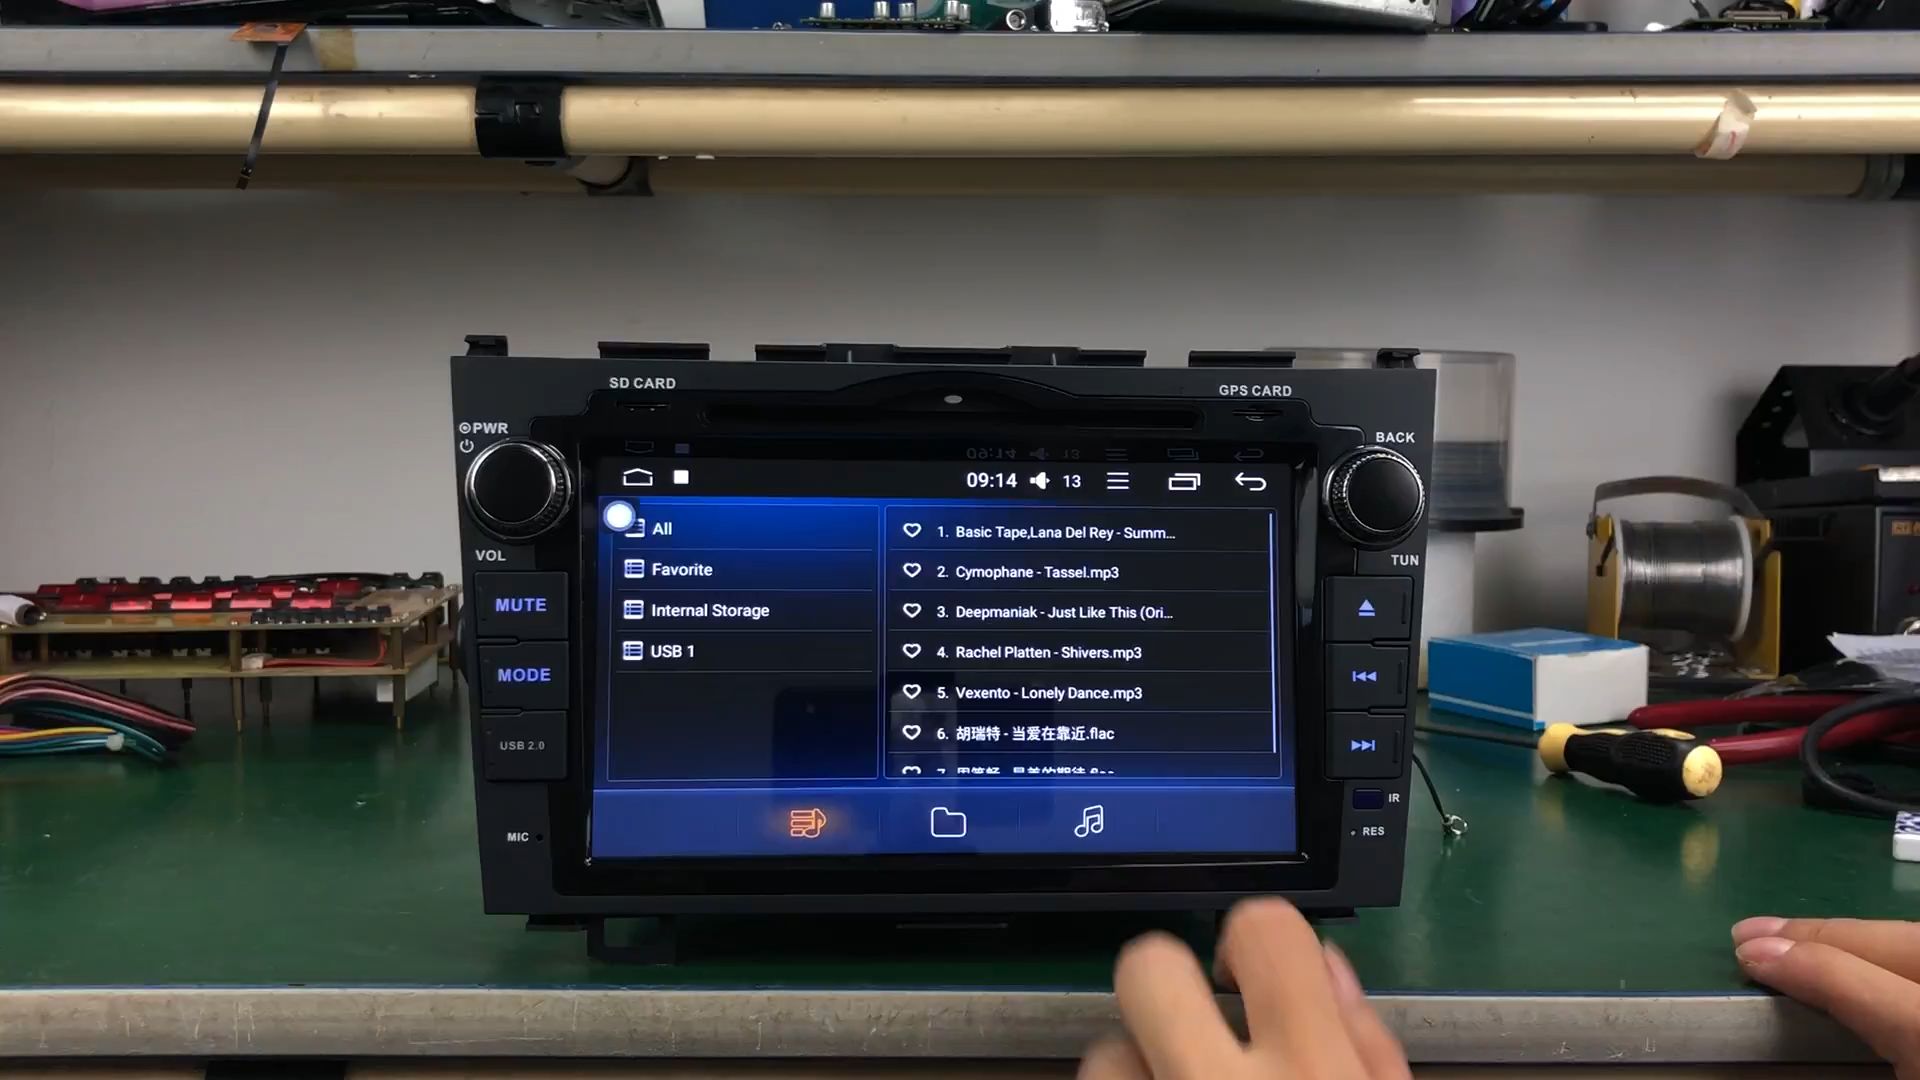 SD CARD
GPS CARD
PWR
BACK
09:14
13
VOL
TUN
All
Favorite
Internal Storage
USB 1
1. Basic Tape,Lana Del Rey - Summ...
2. Cymophane - Tassel.mp3
3. Deepmaniak - Just Like This (Ori...
4. Rachel Platten - Shivers.mp3
5. Vexento - Lonely Dance.mp3
6. 胡瑞特 - 当爱在靠近.flac
MUTE
MODE
USB 2.0
MIC
IR
RES